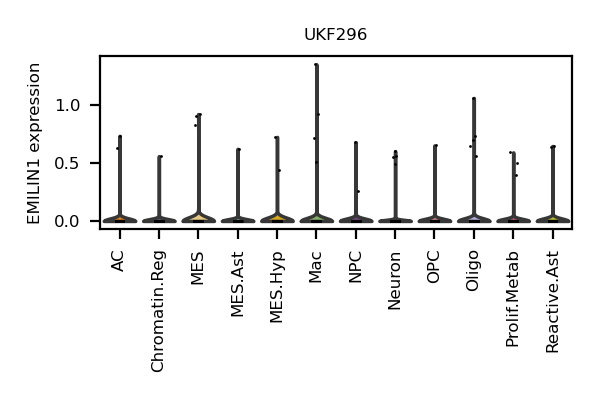 UKF296
EMILIN1 expression
1.0
0.5
0.0
AC
Chromatin.Reg
MES
MES.Ast
MES.Hyp
Mac
NPC
Neuron
OPC
Oligo
Prolif.Metab
Reactive.Ast